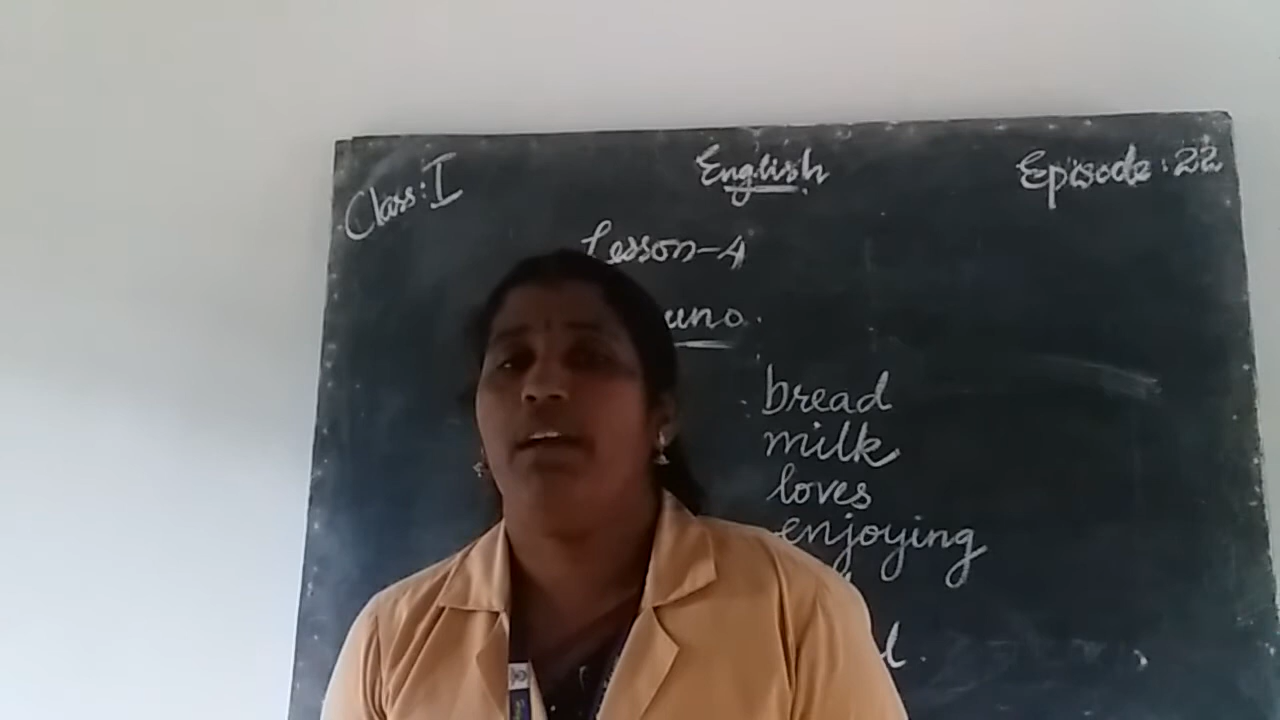 Class: I English Episode: 22
Lesson-4
bread
milk
loves
enjoying